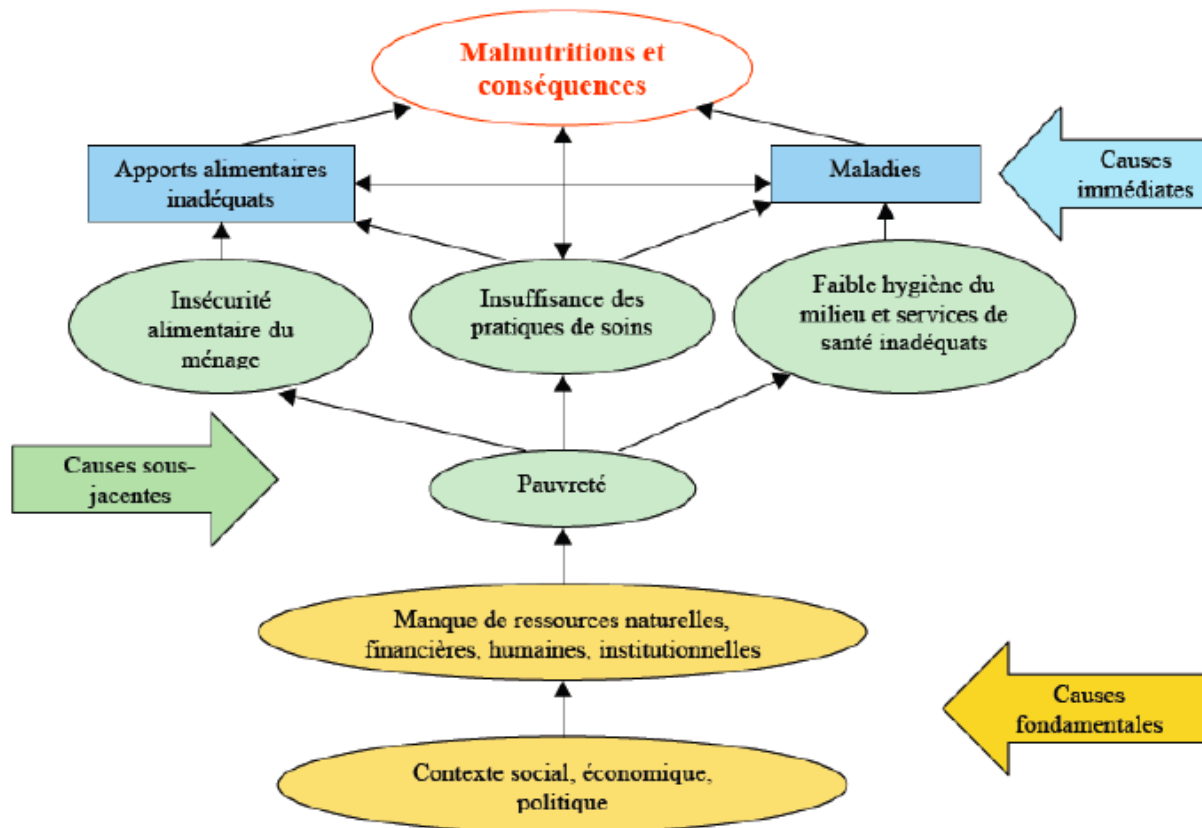 Malnutritions et
conséquences
Apports alimentaires
inadéquats
Maladies
Causes
immédiates
Insécurité
alimentaire du
ménage
Insuffisance des
pratiques de soins
Faible hygiène du
milieu et services de
santé inadéquats
Causes sous-
jacentes
Pauvreté
Manque de ressources naturelles,
financières, humaines, institutionnelles
Causes
fondamentales
Contexte social, économique,
politique